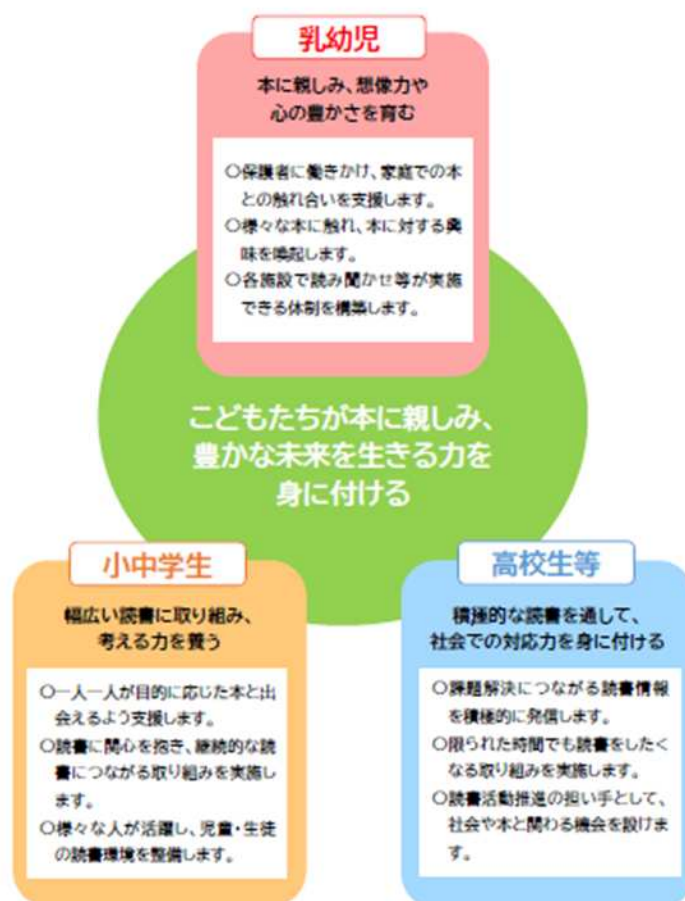 乳幼児
本に親しみ、想像力や
心の豊かさを育む
○保護者に働きかけ、家庭での本
との触れ合いを支援します。
○様々な本に触れ、本に対する興
味を喚起します。
○各施設で読み聞かせ等が実施
できる体制を構築します。
こどもたちが本に親しみ、
豊かな未来を生きる力を
身に付ける
小中学生
幅広い読書に取り組み、
考える力を養う
○一人一人が目的に応じた本と出
会えるよう支援します。
○読書に関心を抱き、継続的な読
書につながる取り組みを実施し
ます。
○様々な人が活躍し、児童・生徒
の読書環境を整備します。
高校生等
積極的な読書を通して、
社会での対応力を身に付ける
○課題解決につながる読書情報
を積極的に発信します。
○限られた時間でも読書をしたく
なる取り組みを実施します。
○読書活動推進の担い手として、
社会や本と関わる機会を設けま
す。